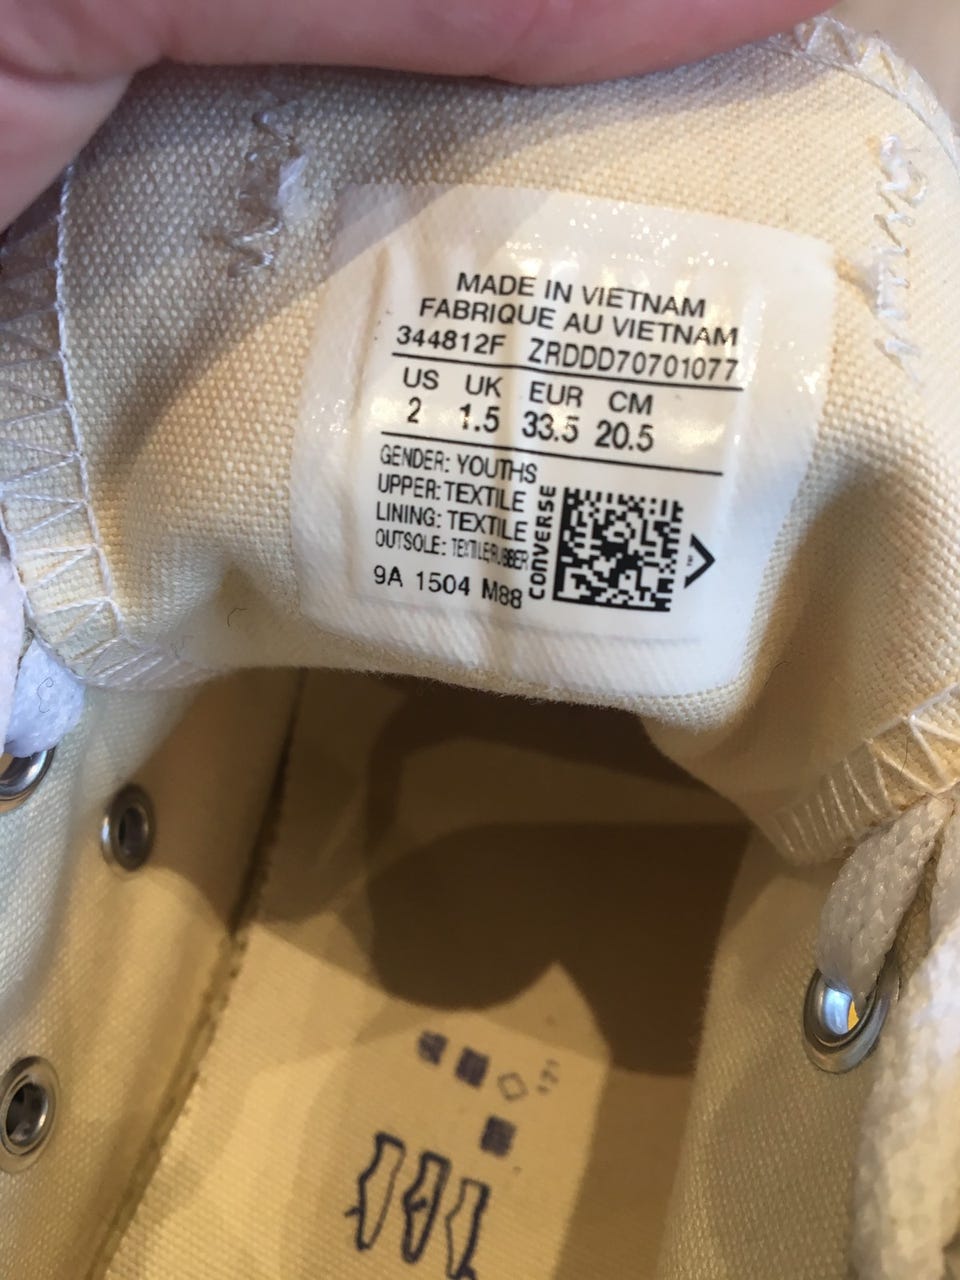 MADE IN VIETNAM
FABRIQUE AU VIETNAM
344812F ZRDDD70701077
US UK EUR CM
2 1.5 33.5 20.5
GENDER: YOUTHS
UPPER: TEXTILE
LINING: TEXTILE
OUTSOLE: TEXTILE/RUBBER
9A 1504 M88
CONVERSE